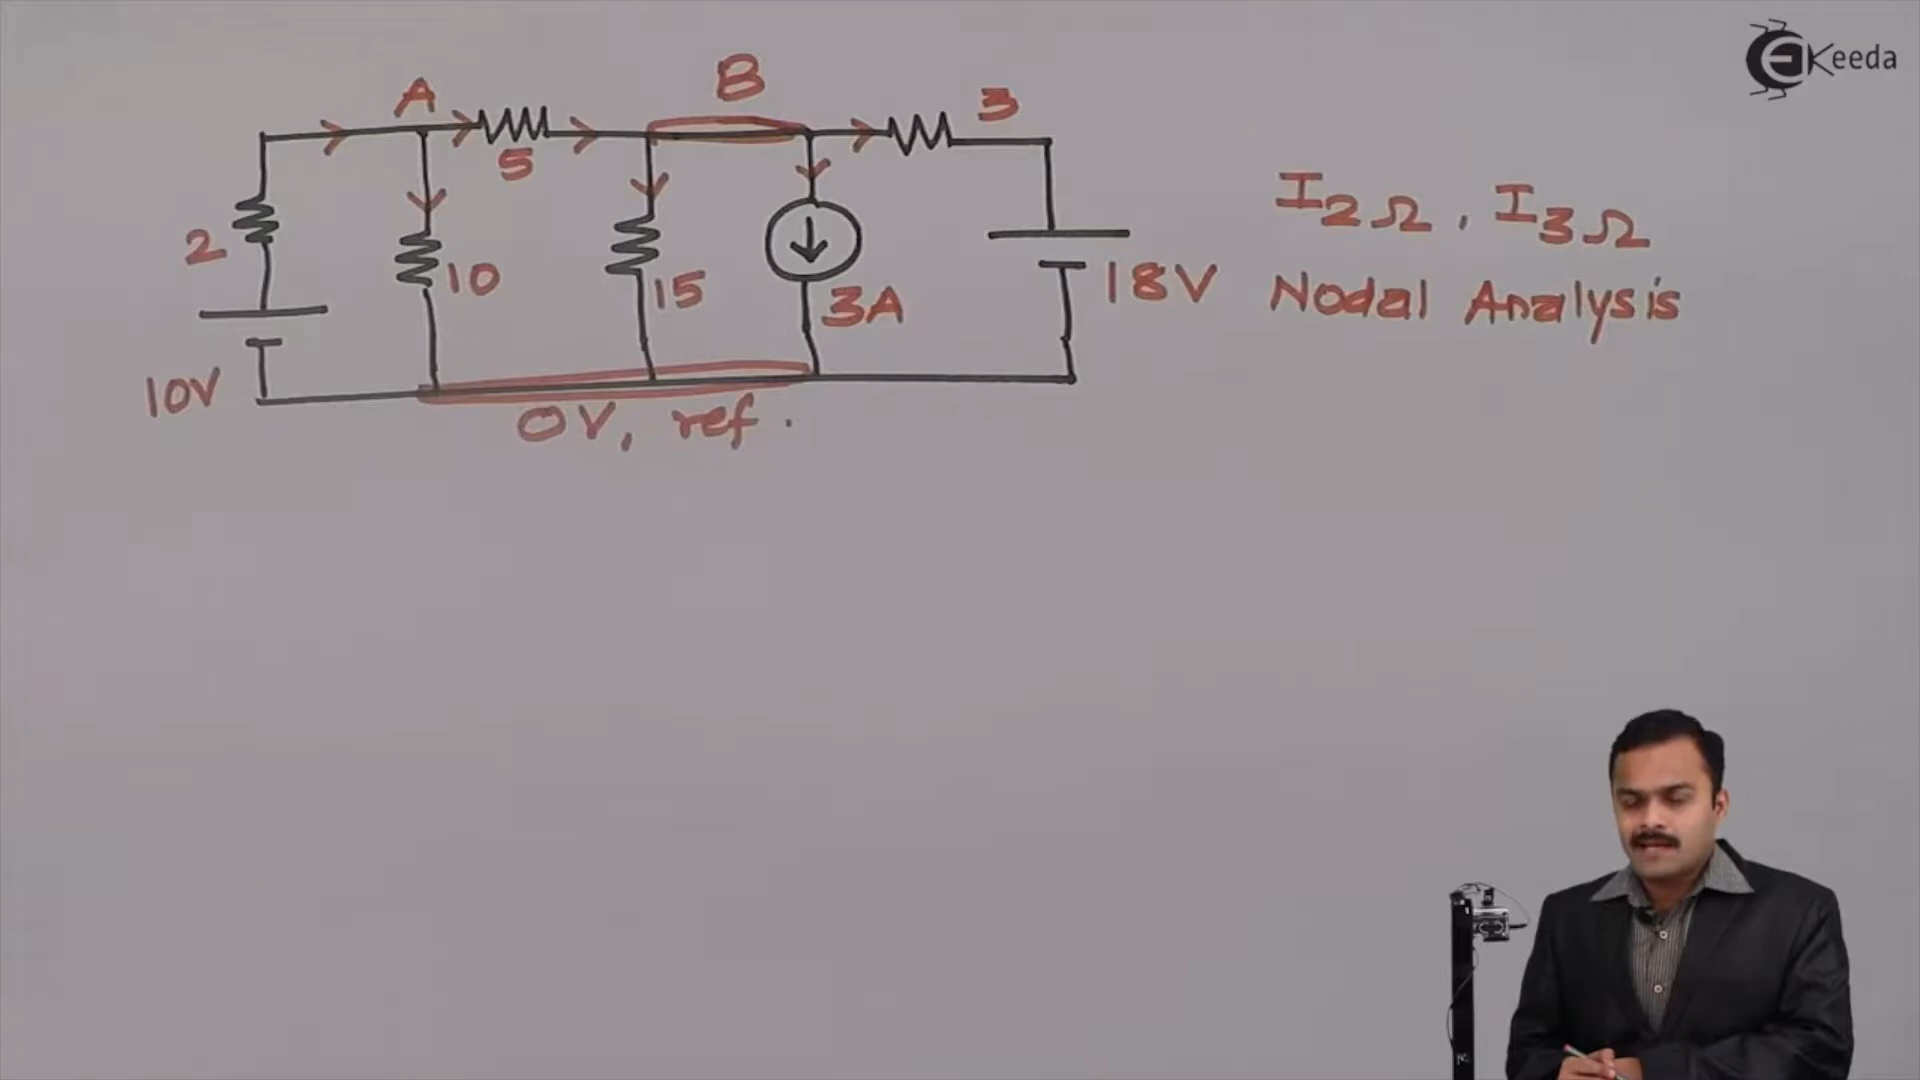 EKeeda
A
B
3
5
2
10
15
3A
18V
10V
0V, ref.
I2Ω, I3Ω
Nodal Analysis